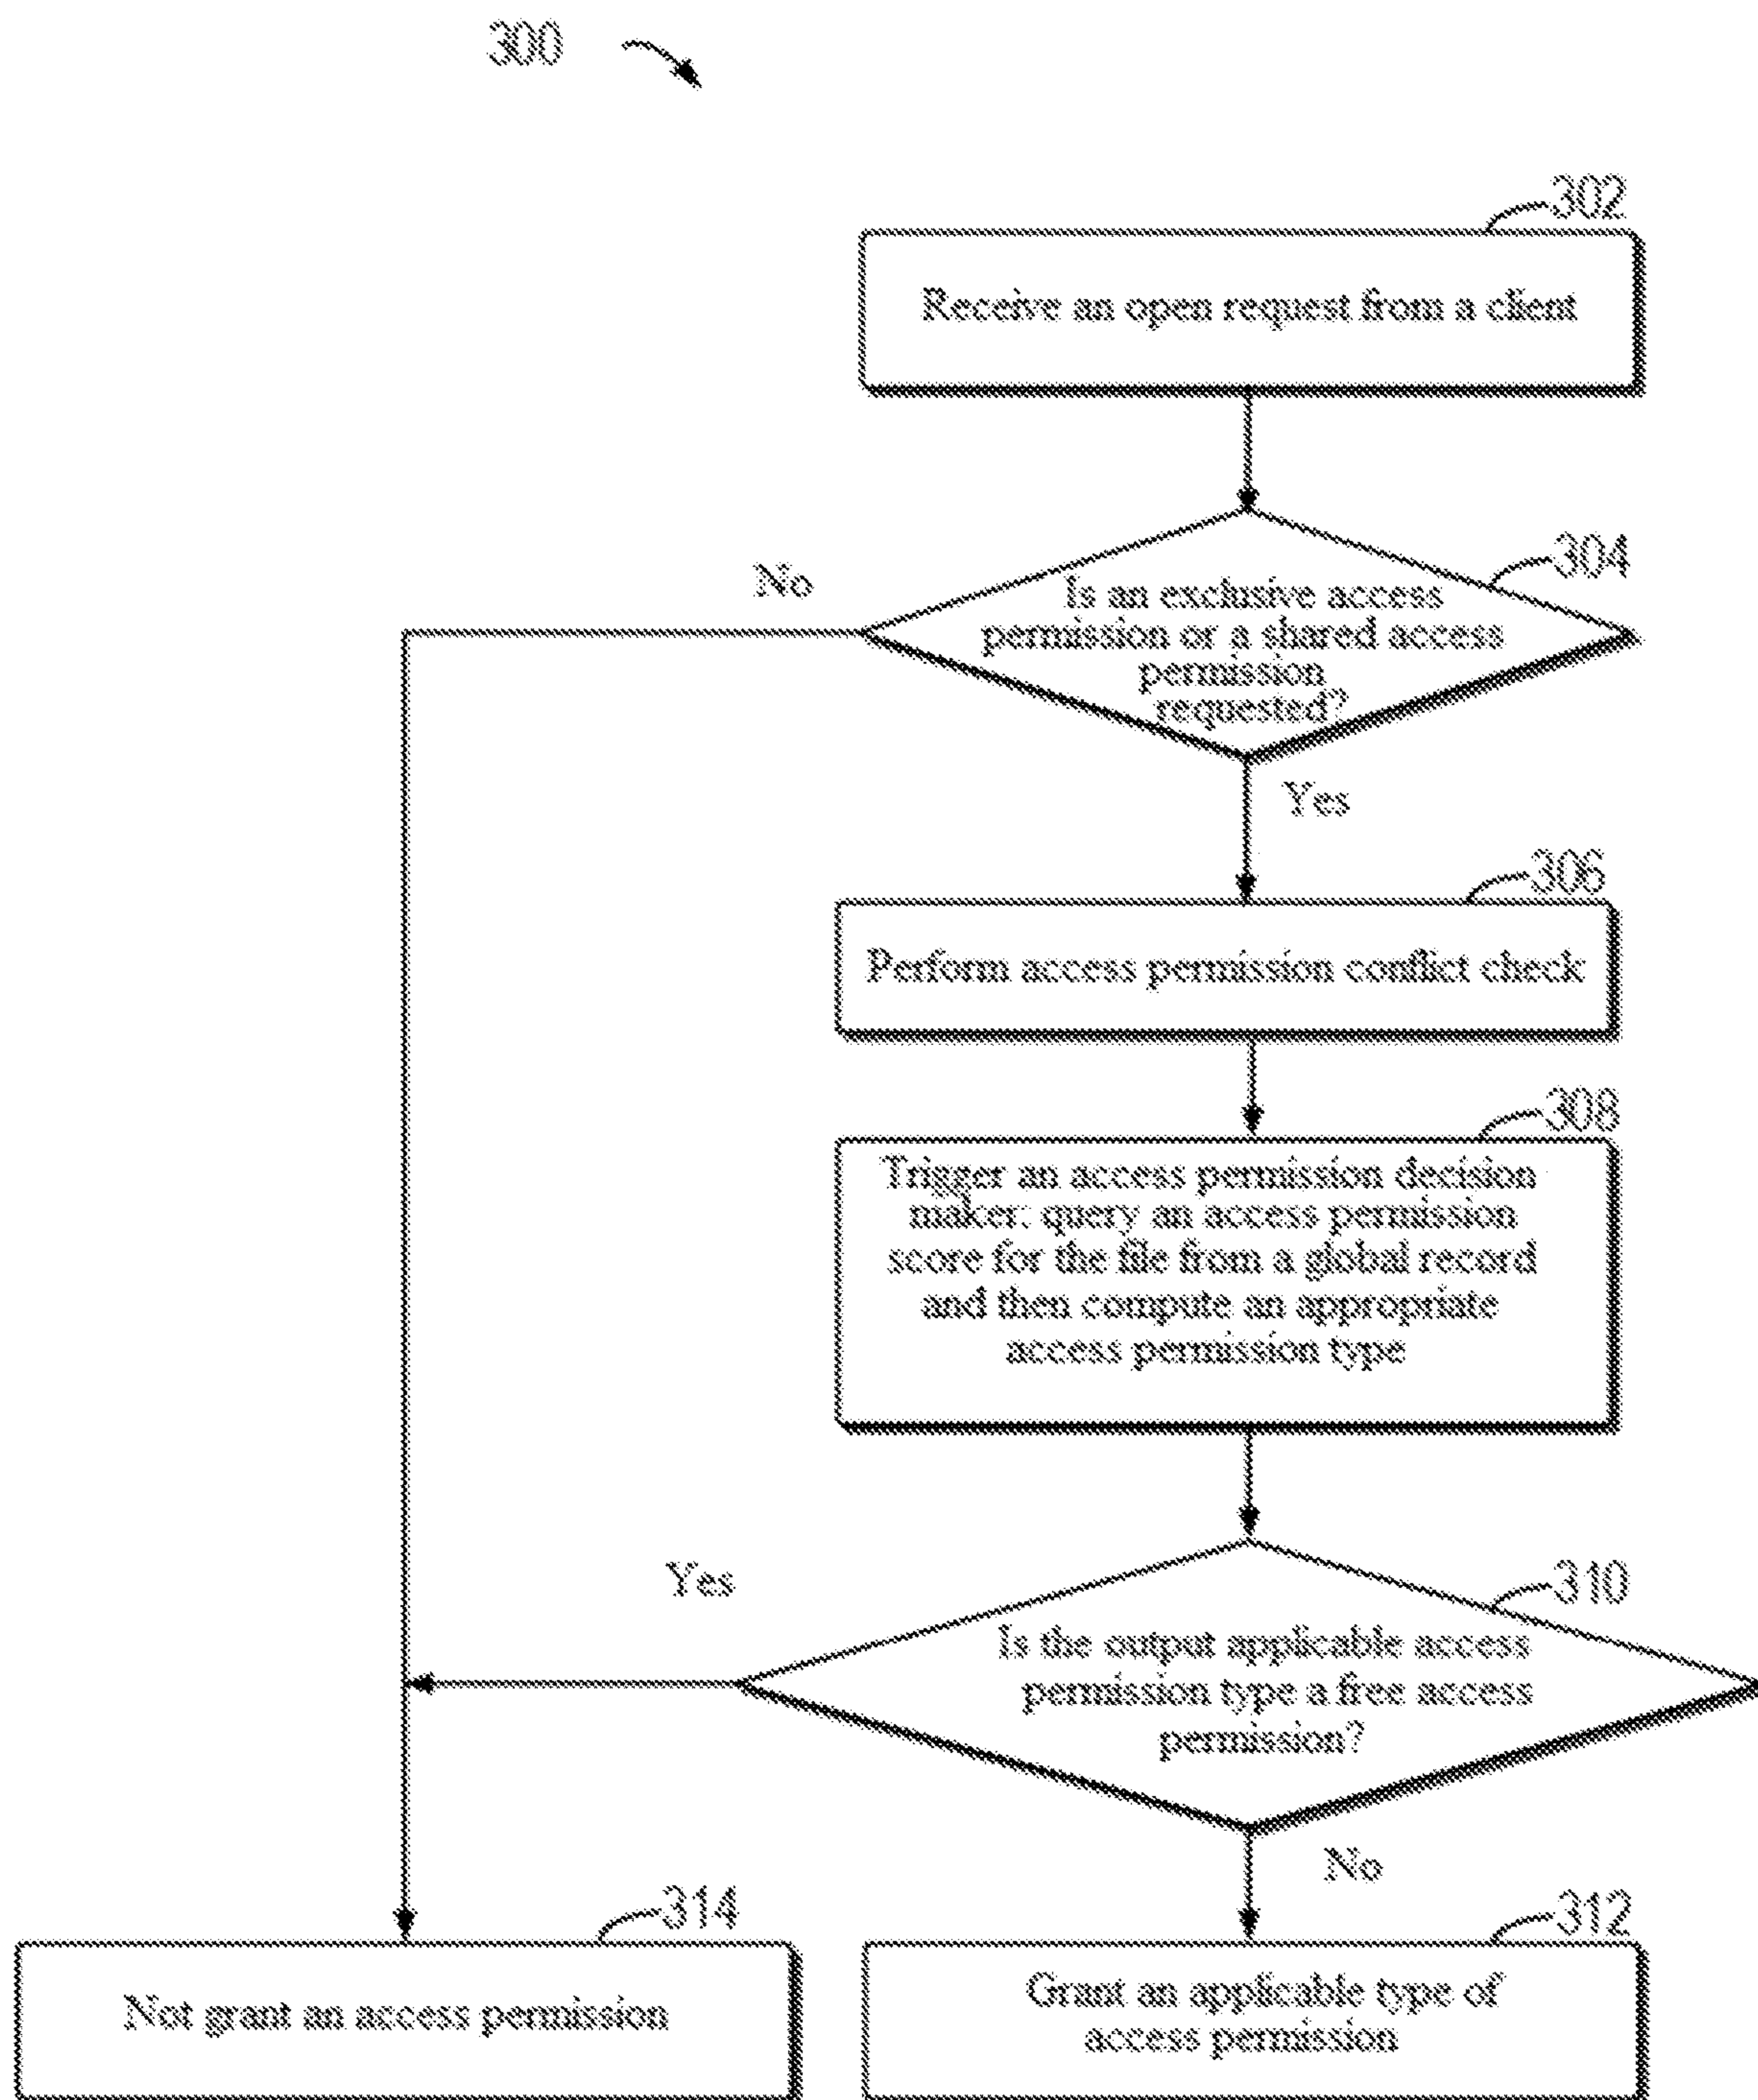 300
302
Receive an open request from a client
304
No
Is an exclusive access
permission or a shared access
permission
requested?
Yes
306
Perform access permission conflict check
308
Trigger an access permission decision
maker: query an access permission
score for the file from a global record
and then compute an appropriate
access permission type
310
Yes
Is the output applicable access
permission type a free access
permission?
No
314
312
Not grant an access permission
Grant an applicable type of
access permission